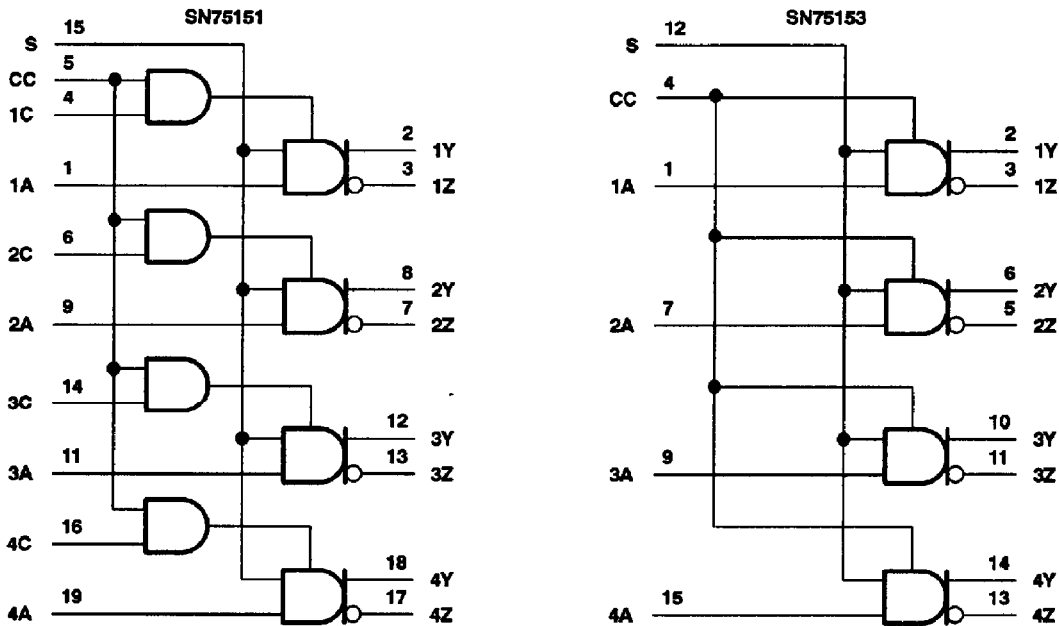 SN75151
S 15
CC 5
1C 4
2 1Y
1A 1
3 1Z
2C 6
8 2Y
2A 9
7 2Z
3C 14
12 3Y
3A 11
13 3Z
4C 16
18 4Y
4A 19
17 4Z
SN75153
S 12
CC 4
2 1Y
1A 1
3 1Z
6 2Y
2A 7
5 2Z
10 3Y
3A 9
11 3Z
14 4Y
4A 15
13 4Z